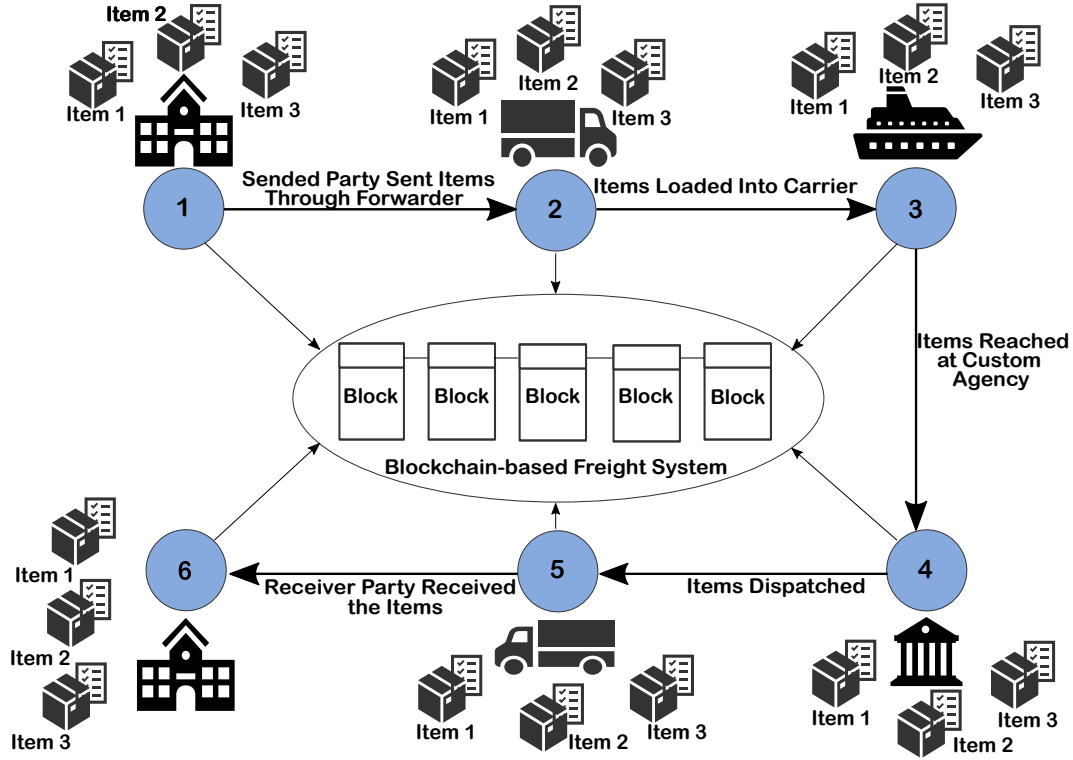 Item 2
Item 1
Item 3
Item 2
Item 1
Item 3
Item 2
Item 1
Item 3
Sended Party Sent Items
Through Forwarder
Items Loaded Into Carrier
1
2
3
Items Reached
at Custom
Agency
Block
Block
Block
Block
Block
Blockchain-based Freight System
6
5
4
Receiver Party Received
the Items
Items Dispatched
Item 1
Item 2
Item 3
Item 1
Item 2
Item 3
Item 1
Item 2
Item 3